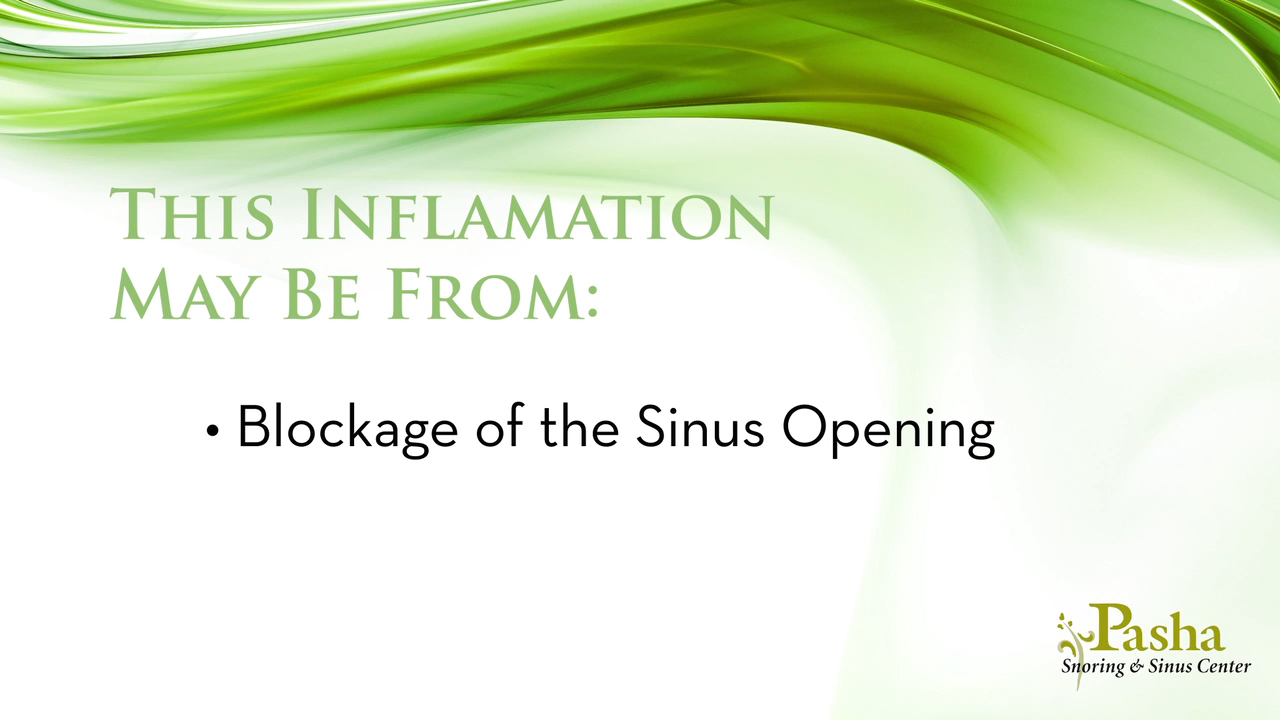 This Inflamation
May Be From:
• Blockage of the Sinus Opening
Pasha
Snoring & Sinus Center